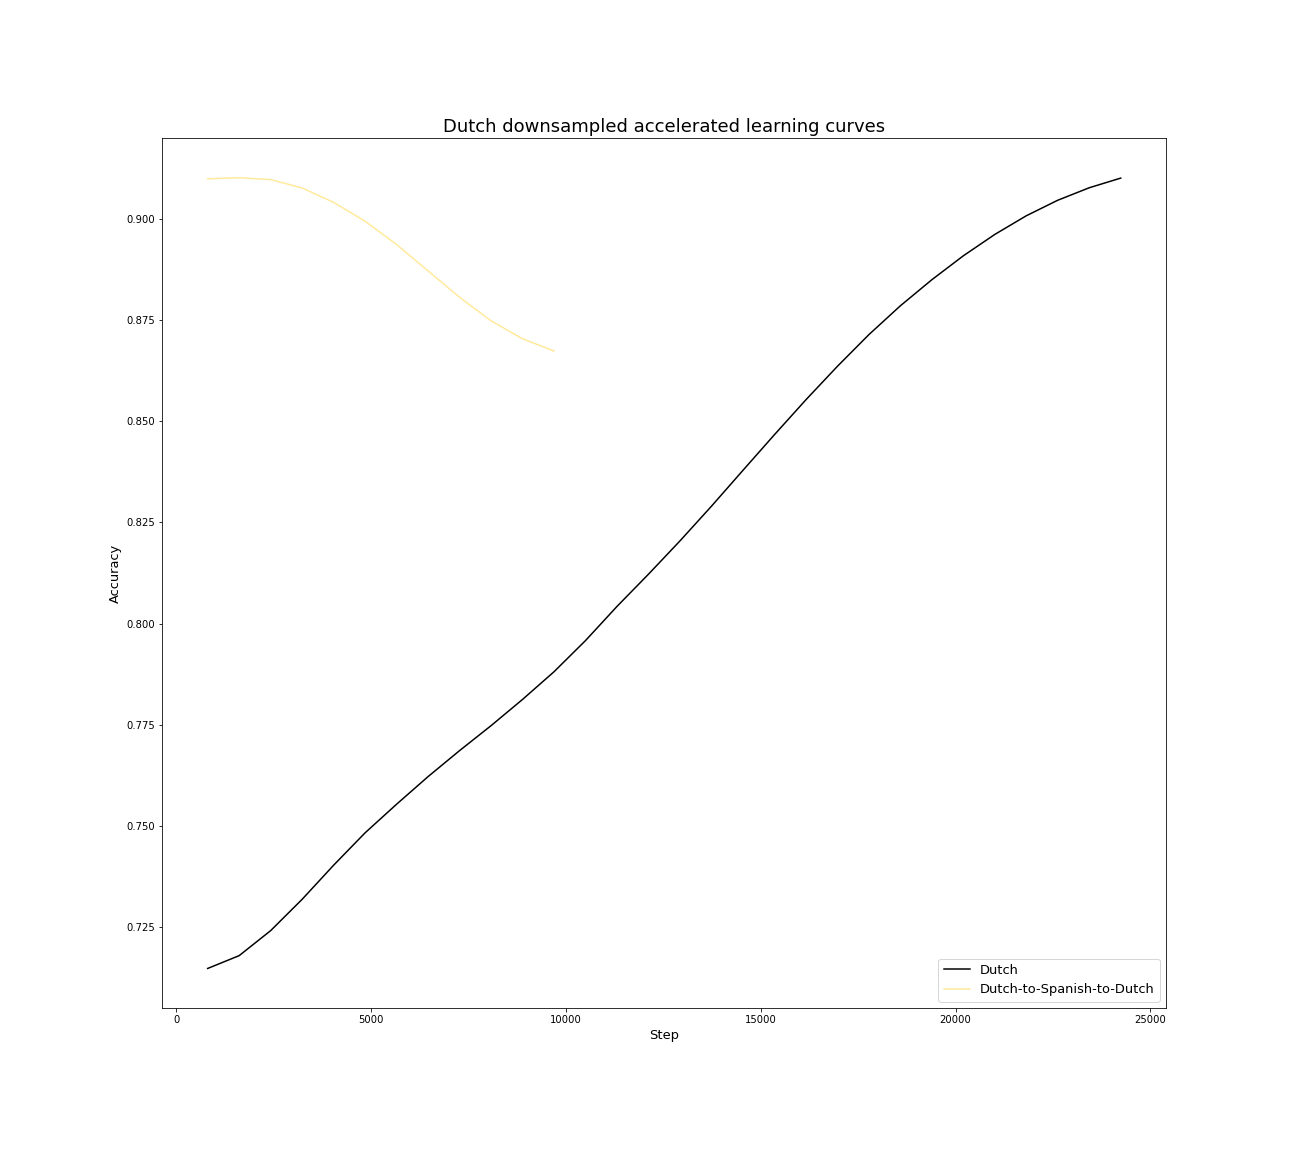 Dutch downsampled accelerated learning curves
0.900
0.875
0.850
0.825
0.800
0.775
0.750
0.725
Accuracy
Dutch
Dutch-to-Spanish-to-Dutch
0 5000 10000 15000 20000 25000
Step